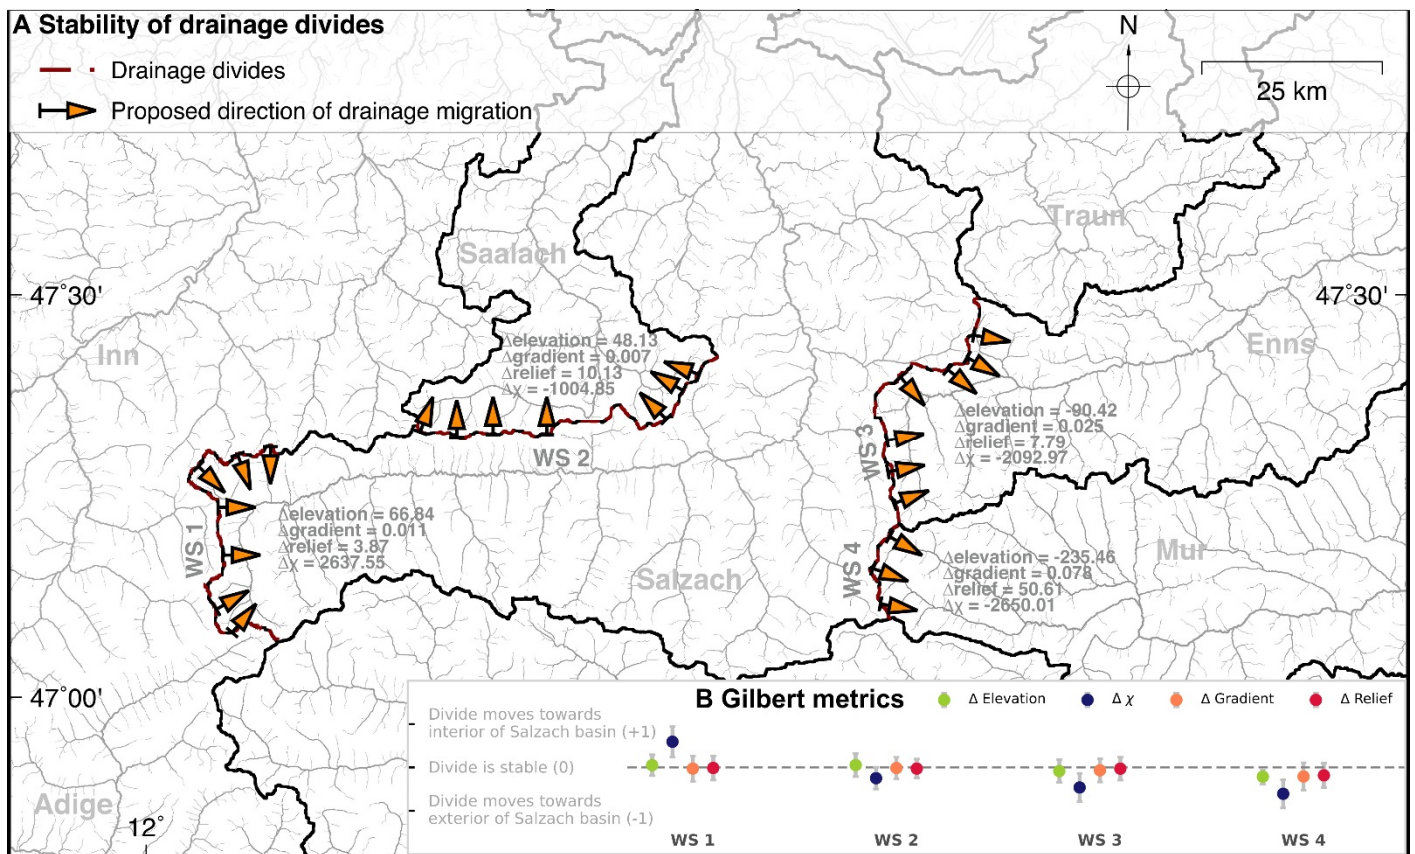 A Stability of drainage divides
Drainage divides
Proposed direction of drainage migration
N
25 km
Traun
Saalach
47°30'
47°30'
Inn
Enns
Δelevation = 48.13
Δgradient = 0.007
Δrelief = 10.13
Δχ = -1004.85
Δelevation = -90.42
Δgradient = 0.025
Δrelief = 7.79
Δχ = -2092.97
WS 3
WS 2
Δelevation = 66.84
Δgradient = 0.011
Δrelief = 3.87
Δχ = 2637.55
WS 1
Δelevation = -235.46
Δgradient = 0.078
Δrelief = 50.61
Δχ = -2650.01
WS 4
Mur
Salzach
47°00'
Adige
12°
B Gilbert metrics
Δ Elevation
Δ χ
Δ Gradient
Δ Relief
Divide moves towards
interior of Salzach basin (+1)
Divide is stable (0)
Divide moves towards
exterior of Salzach basin (-1)
WS 1
WS 2
WS 3
WS 4